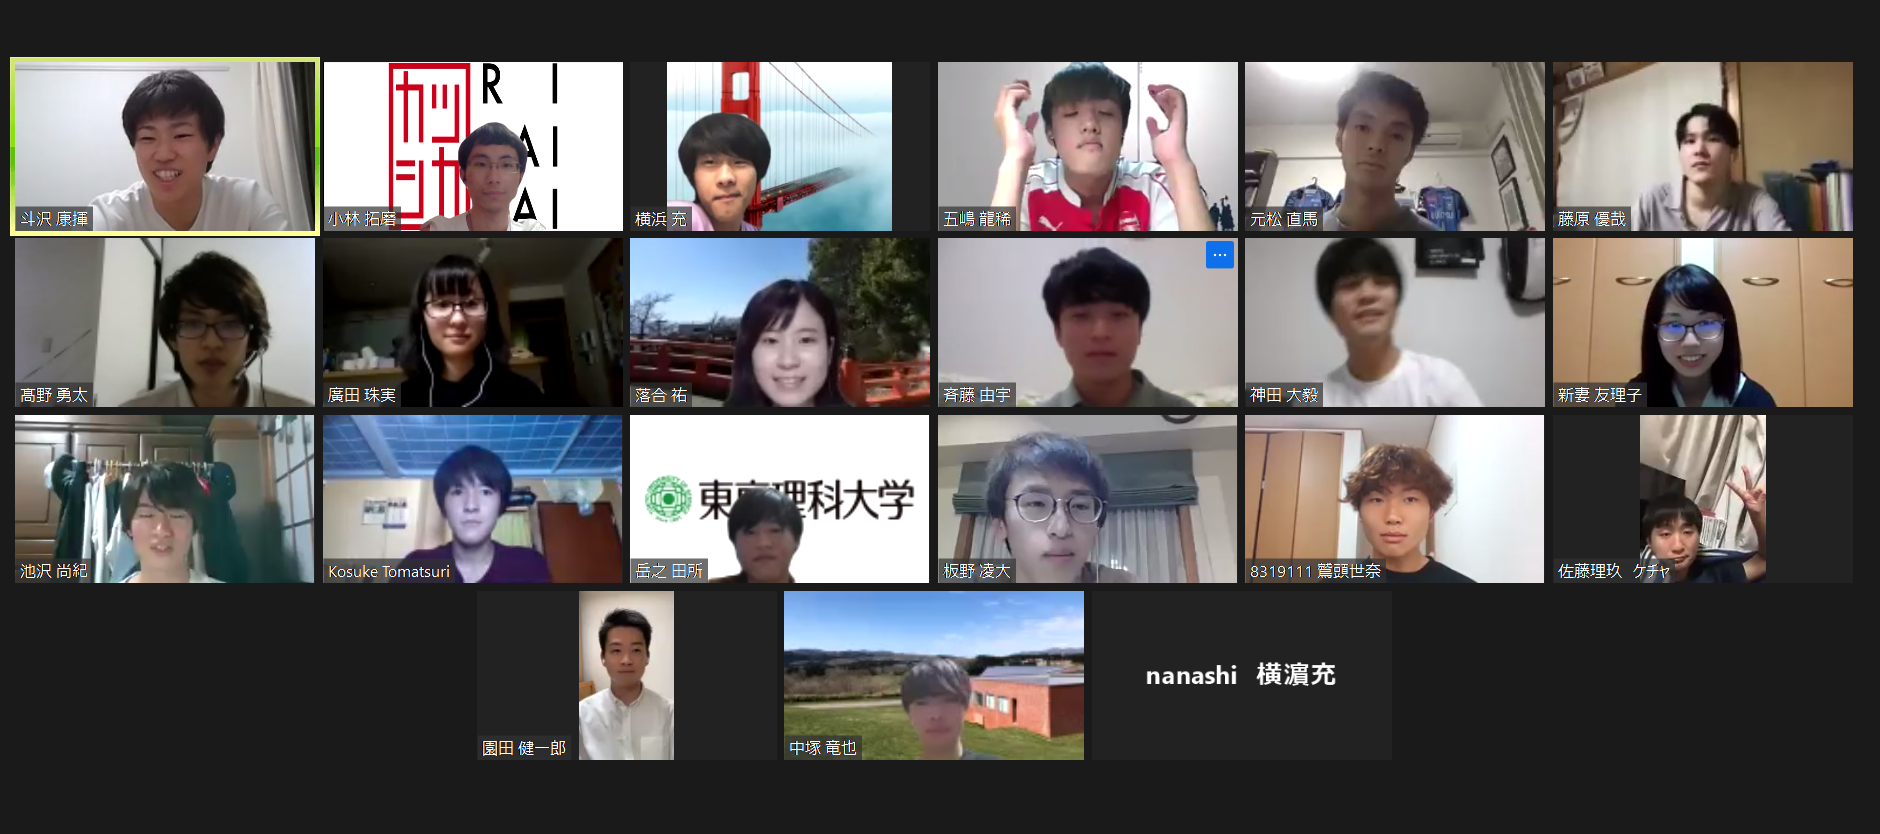 カッコ
カシ
R I
A I
A I
斗沢 康揮
小林 拓磨
横浜 充
五嶋 龍稀
元松 直馬
藤原 優哉
髙野 勇太
廣田 珠実
落合 祐
斉藤 由宇
神田 大毅
新妻 友理子
東京理科大学
池沢 尚紀
Kosuke Tomatsuri
岳之 田所
板野 凌大
8319111 鷲頭世奈
佐藤理玖 ケチャ
園田 健一郎
中塚 竜也
nanashi 横濵充